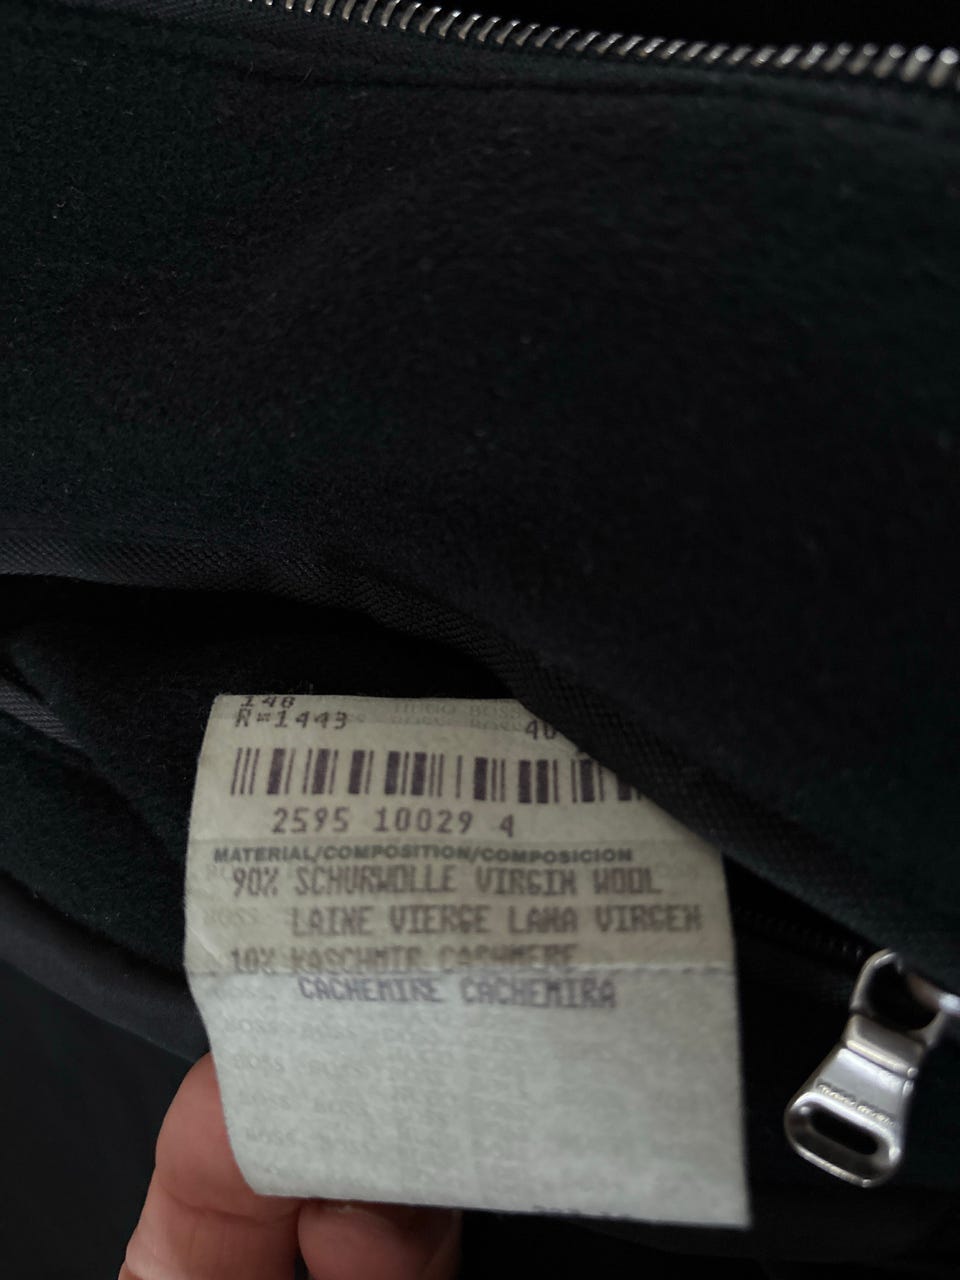 148
R=1443
40
2595 10029 4
MATERIAL/COMPOSITION/COMPOSICION
90% SCHURWOLLE VIRGIN WOOL
LAINE VIERGE LANA VIRGEN
10% KASCHMIR CASHMERE
CACHEMIRE CACHEMIRA